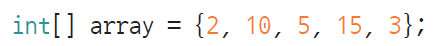 int[] array = {2, 10, 5, 15, 3};